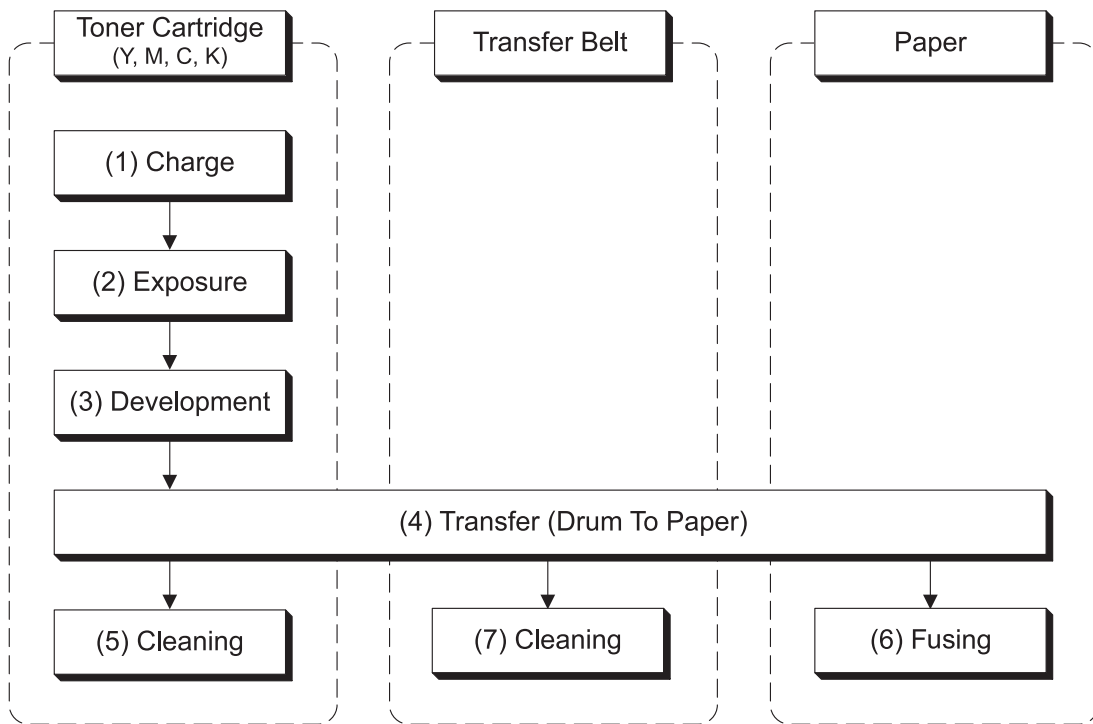 Toner Cartridge
(Y, M, C, K)
Transfer Belt
Paper
(1) Charge
(2) Exposure
(3) Development
(4) Transfer (Drum To Paper)
(5) Cleaning
(7) Cleaning
(6) Fusing